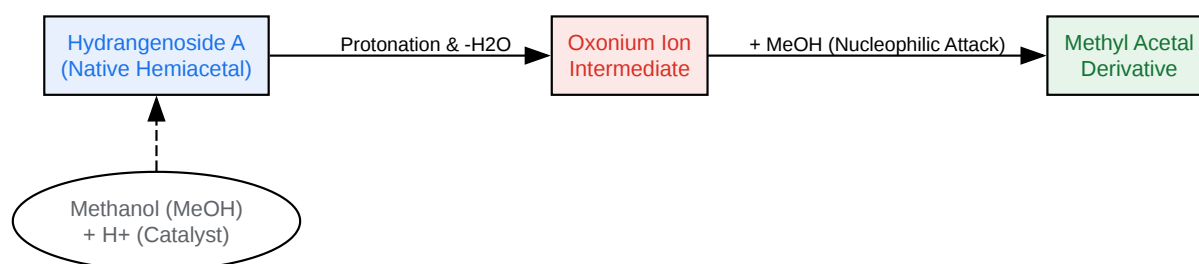 Hydrangenoside A
(Native Hemiacetal)
Protonation & -H2O
Oxonium Ion
Intermediate
+ MeOH (Nucleophilic Attack)
Methyl Acetal
Derivative
Methanol (MeOH)
+ H+ (Catalyst)